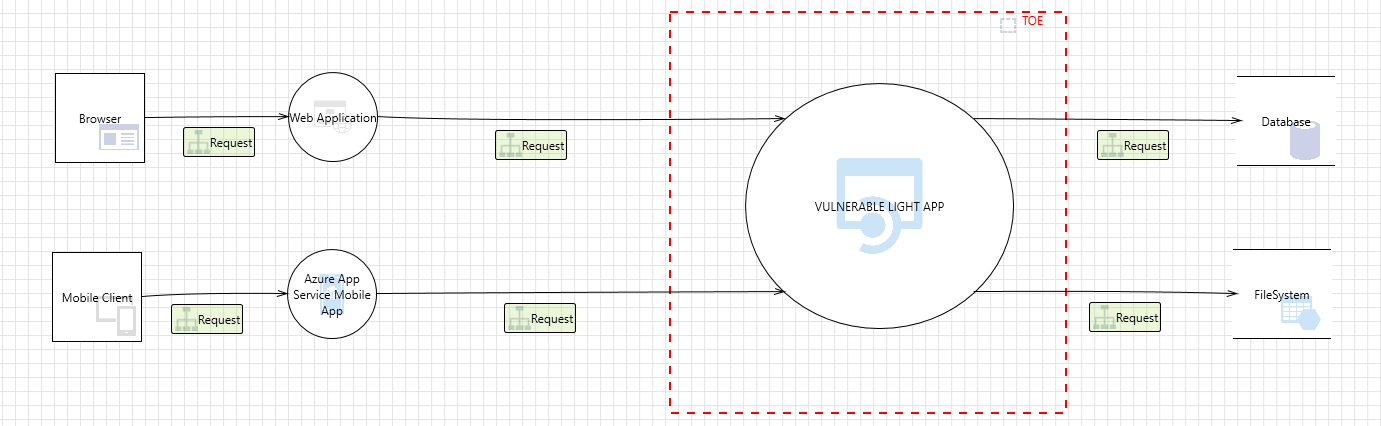 TOE
Browser
Web Application
Request
Request
Request
Database
VULNERABLE LIGHT APP
Mobile Client
Azure App
Service Mobile
App
FileSystem
Request
Request
Request